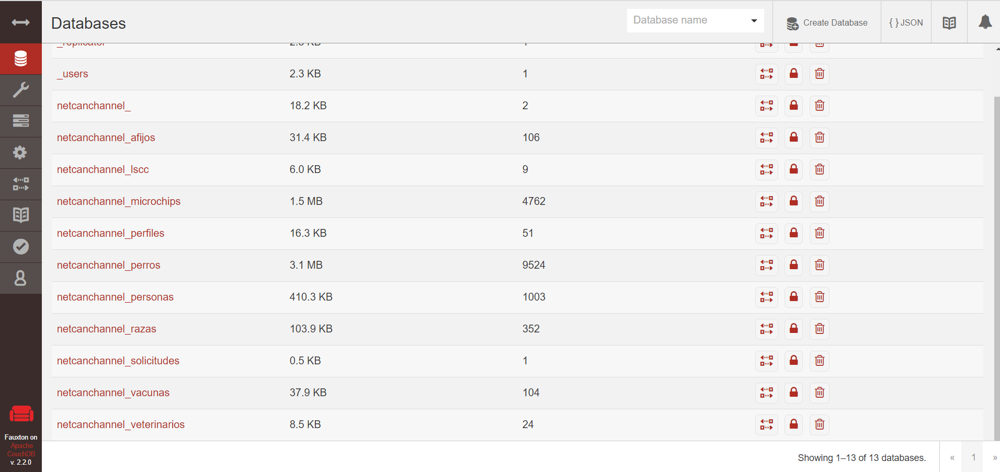 Databases
Database name
Create Database
{ } JSON
_users 2.3 KB 1
netcanchannel_ 18.2 KB 2
netcanchannel_afijos 31.4 KB 106
netcanchannel_lscc 6.0 KB 9
netcanchannel_microchips 1.5 MB 4762
netcanchannel_perfiles 16.3 KB 51
netcanchannel_perros 3.1 MB 9524
netcanchannel_personas 410.3 KB 1003
netcanchannel_razas 103.9 KB 352
netcanchannel_solicitudes 0.5 KB 1
netcanchannel_vacunas 37.9 KB 104
netcanchannel_veterinarios 8.5 KB 24
Fauxton on
Apache
CouchDB
v. 2.2.0
Showing 1–13 of 13 databases.
« 1 »